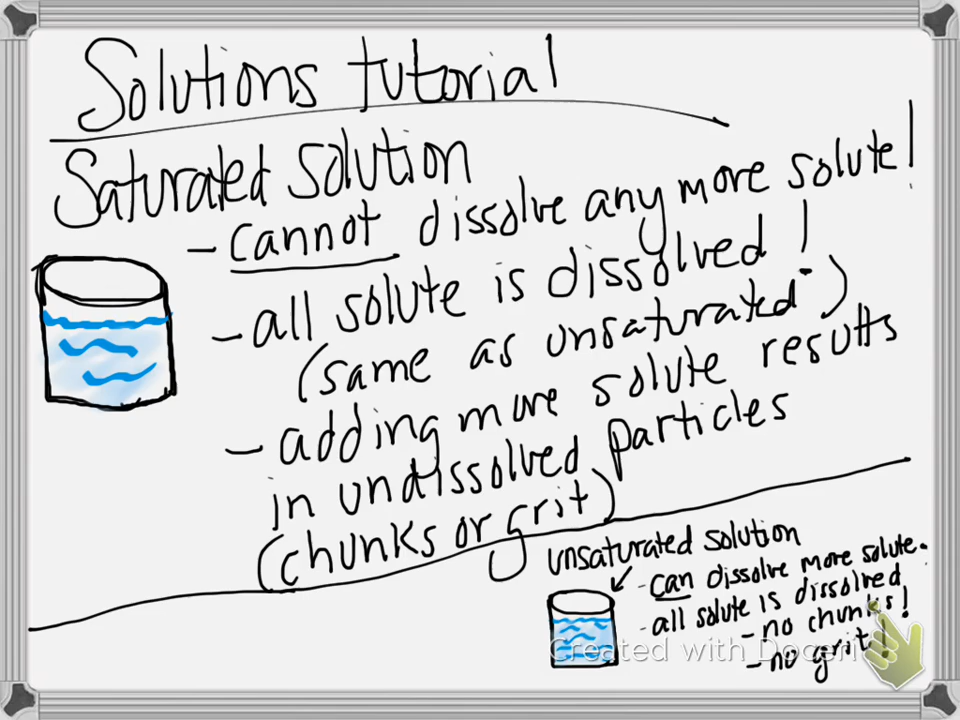 Solutions tutorial
Saturated solution
- cannot dissolve any more solute!
- all solute is dissolved!
(same as unsaturated.)
- adding more solute results
in undissolved particles
(chunks or grit)
unsaturated solution
- can dissolve more solute.
- all solute is dissolved
- no chunks!
- no grit!
Created with Doceri